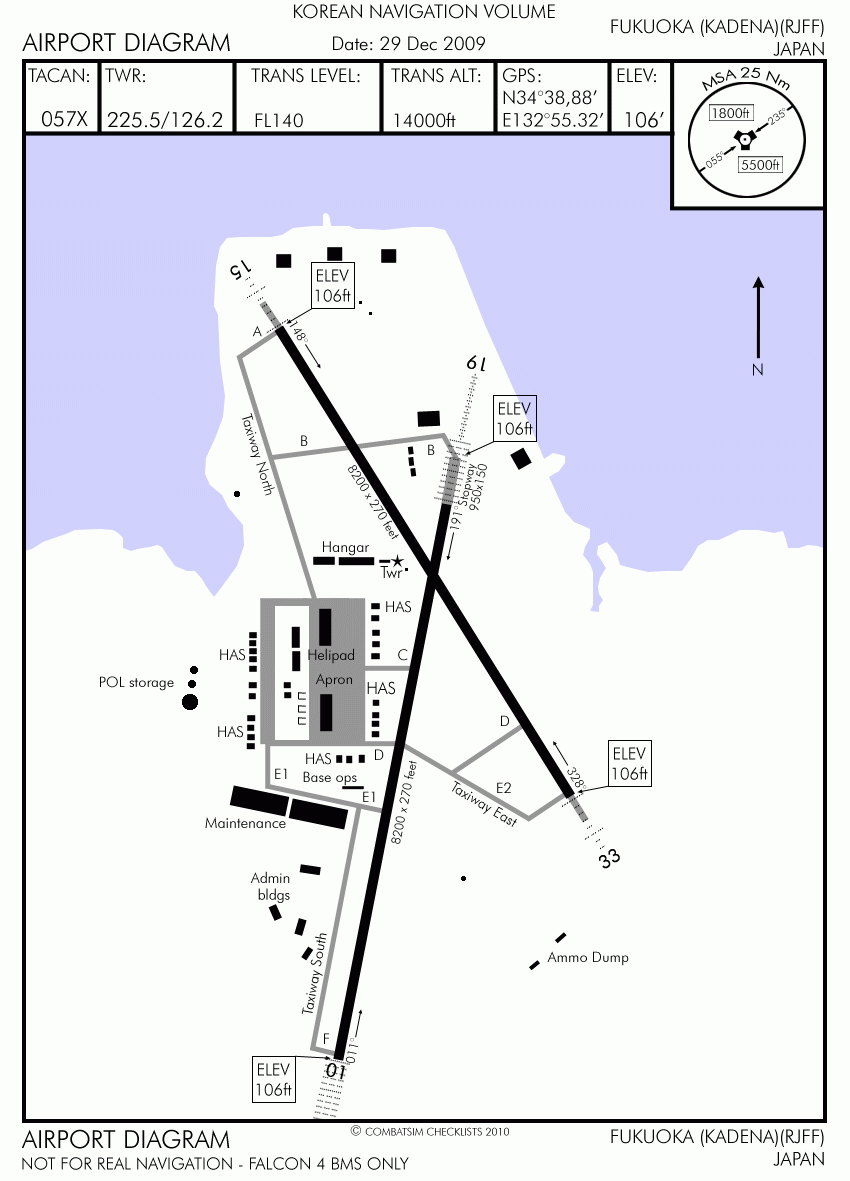 KOREAN NAVIGATION VOLUME
AIRPORT DIAGRAM
Date: 29 Dec 2009
FUKUOKA (KADENA)(RJFF)
JAPAN
TACAN:
057X
TWR:
225.5/126.2
TRANS LEVEL:
FL140
TRANS ALT:
14000ft
GPS:
N34°38,88’
E132°55.32’
ELEV:
106’
MSA 25 Nm
1800ft
235°
055°
5500ft
15
ELEV
106ft
A
148°
N
19
ELEV
106ft
Taxiway North
B
B
8200 x 270 feet
191°
Stopway
950x150
Hangar
Twr
HAS
HAS
Helipad
C
POL storage
Apron
HAS
HAS
D
HAS
D
E1
Base ops
E1
328°
ELEV
106ft
E2
Taxiway East
Maintenance
8200 x 270 feet
33
Admin
bldgs
Taxiway South
Ammo Dump
F
011°
ELEV
106ft
01
© COMBATSIM CHECKLISTS 2010
AIRPORT DIAGRAM
NOT FOR REAL NAVIGATION - FALCON 4 BMS ONLY
FUKUOKA (KADENA)(RJFF)
JAPAN